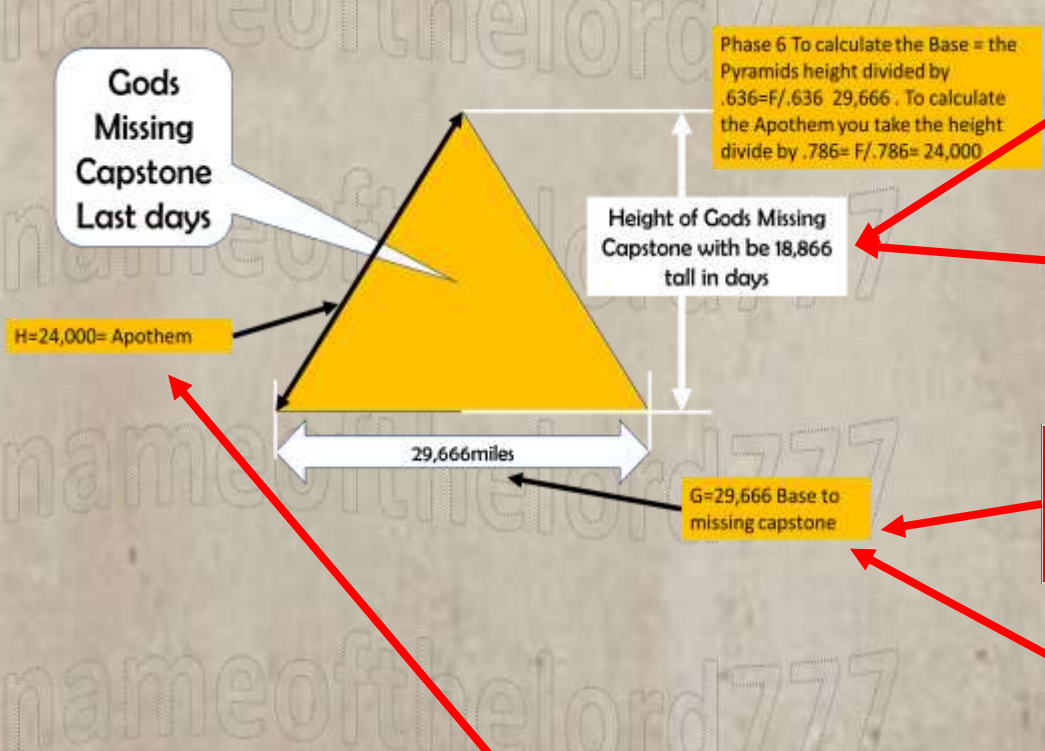 Gods
Missing
Capstone
Last days
Phase 6 To calculate the Base = the
Pyramids height divided by
.636=F/.636 29,666 . To calculate
the Apothem you take the height
divide by .786= F/.786= 24,000
Height of Gods Missing
Capstone with be 18,866
tall in days
H=24,000= Apothem
29,666miles
G=29,666 Base to
missing capstone
nameofthelord777
nameofthelord777
nameofthelord777
nameofthelord777